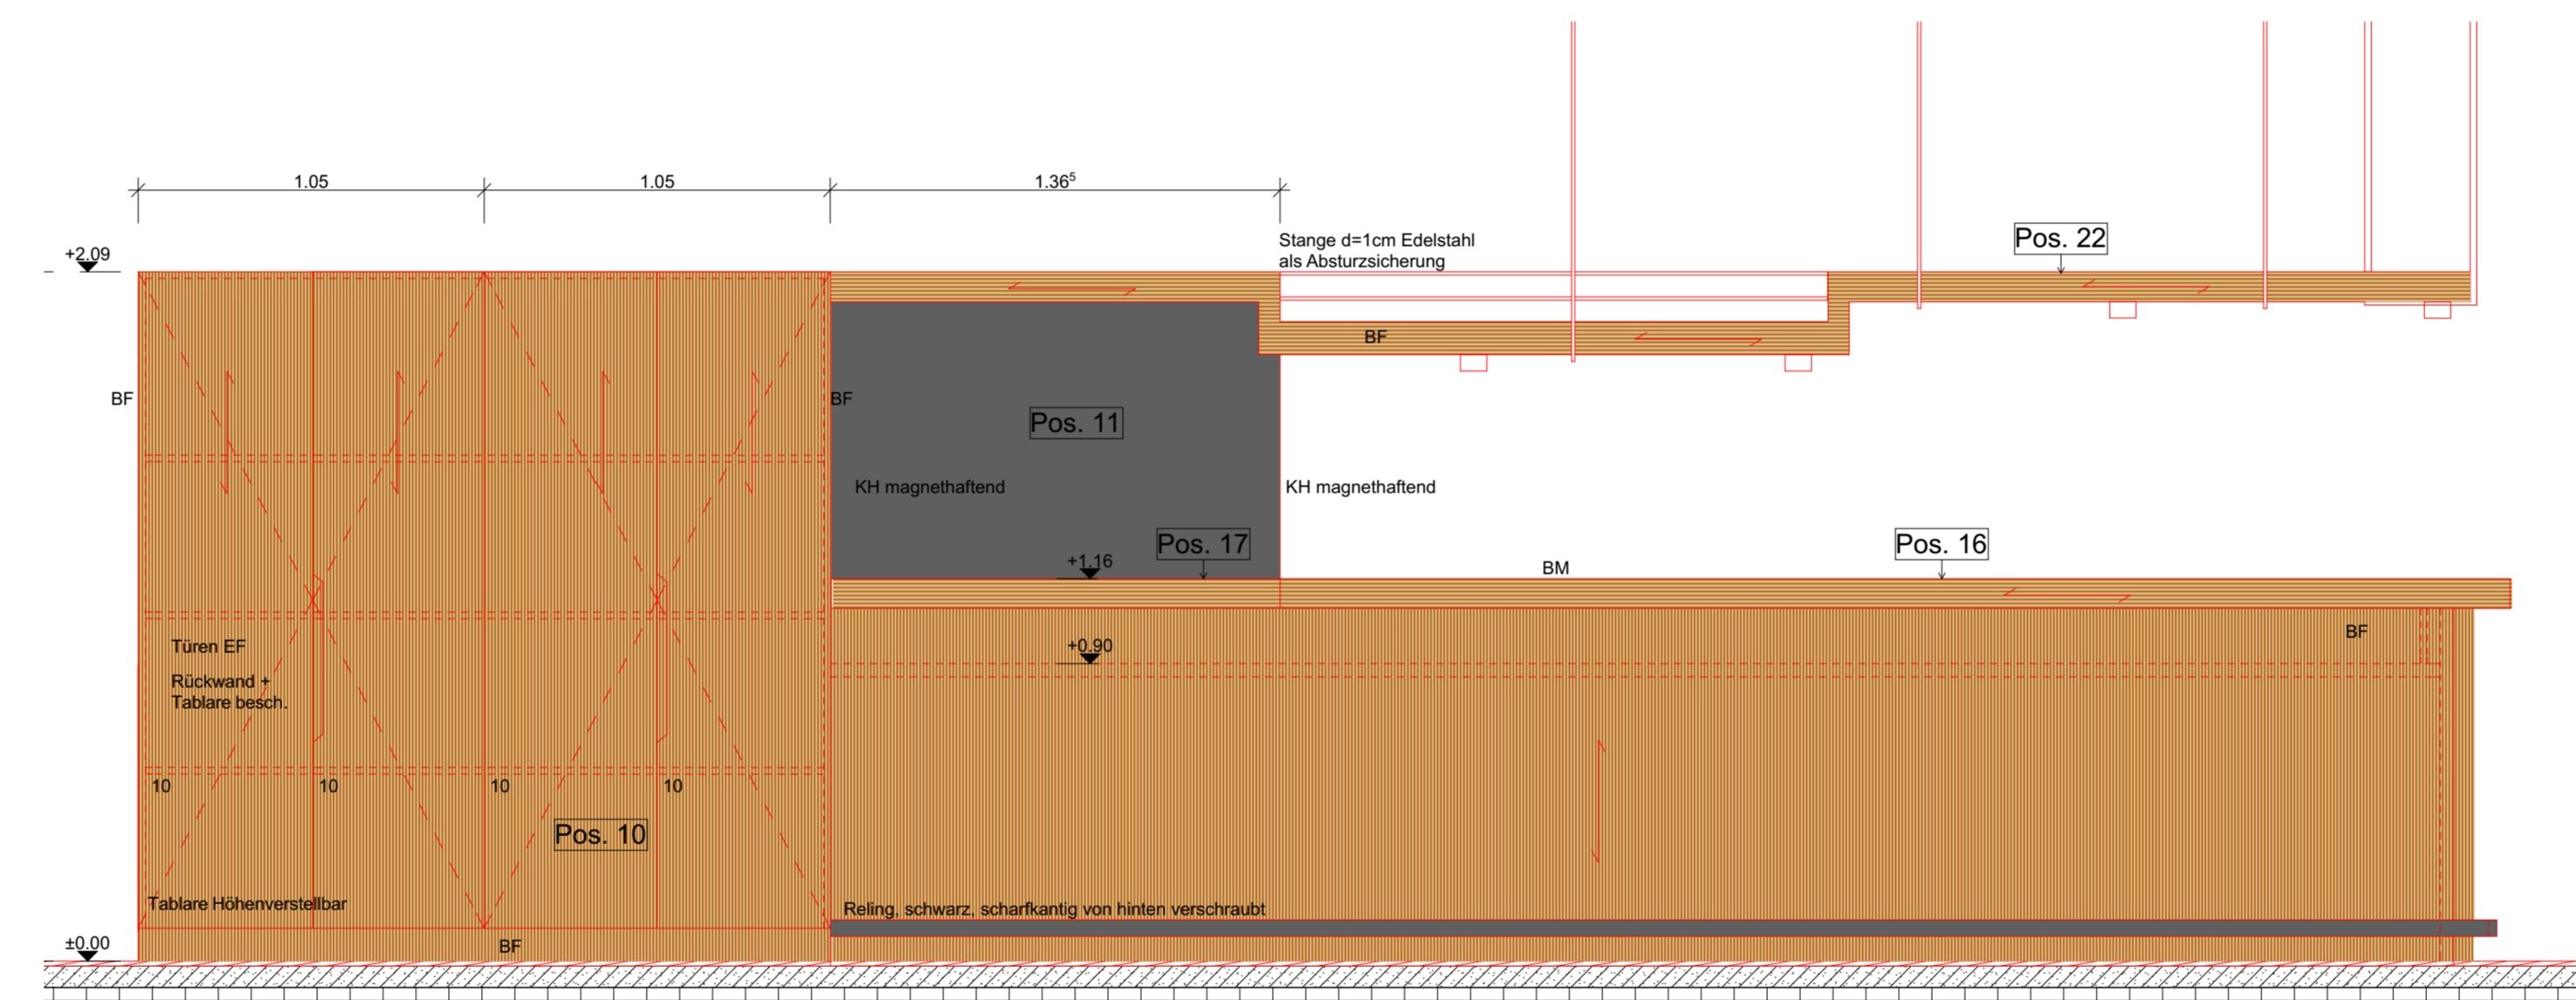 1.05
1.05
1.36⁵
+2.09
Stange d=1cm Edelstahl
als Absturzsicherung
Pos. 22
BF
BF
BF
Pos. 11
KH magnethaftend
KH magnethaftend
Pos. 17
Pos. 16
+1.16
BM
BF
+0.90
Türen EF
Rückwand +
Tablare besch.
10
10
10
10
Pos. 10
Tablare Höhenverstellbar
Reling, schwarz, scharfkantig von hinten verschraubt
±0.00
BF